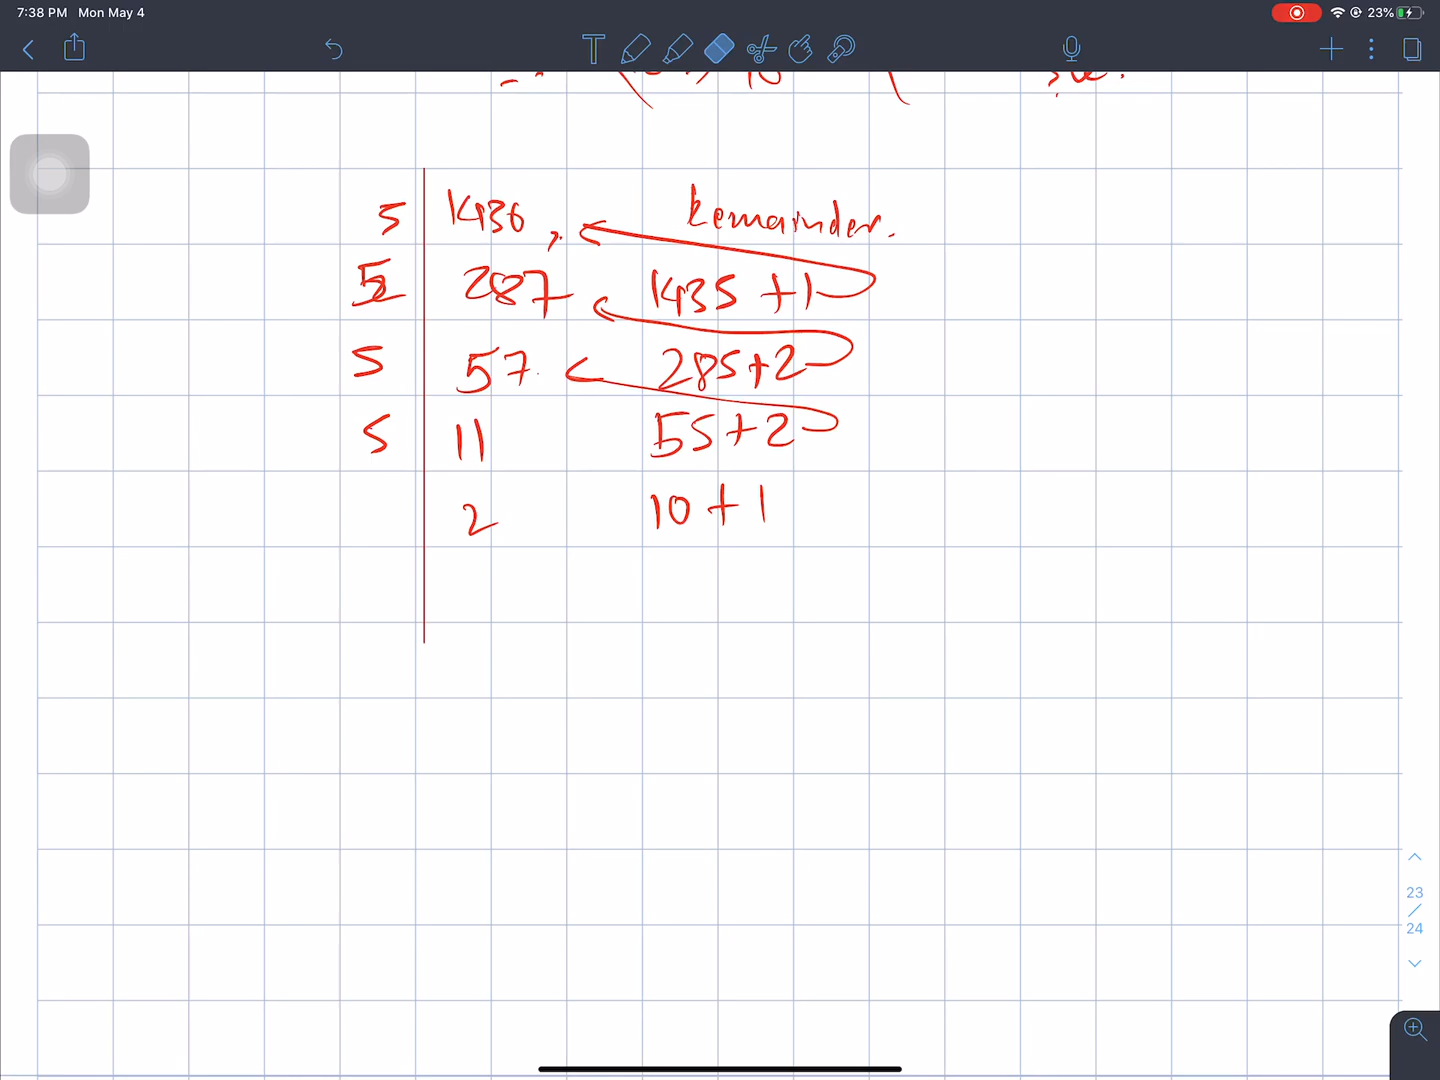 7:38 PM Mon May 4
23%
5 1436 Remainder.
5 287 1435 + 1
5 57 285 + 2
5 11 55 + 2
2 10 + 1
23
/
24